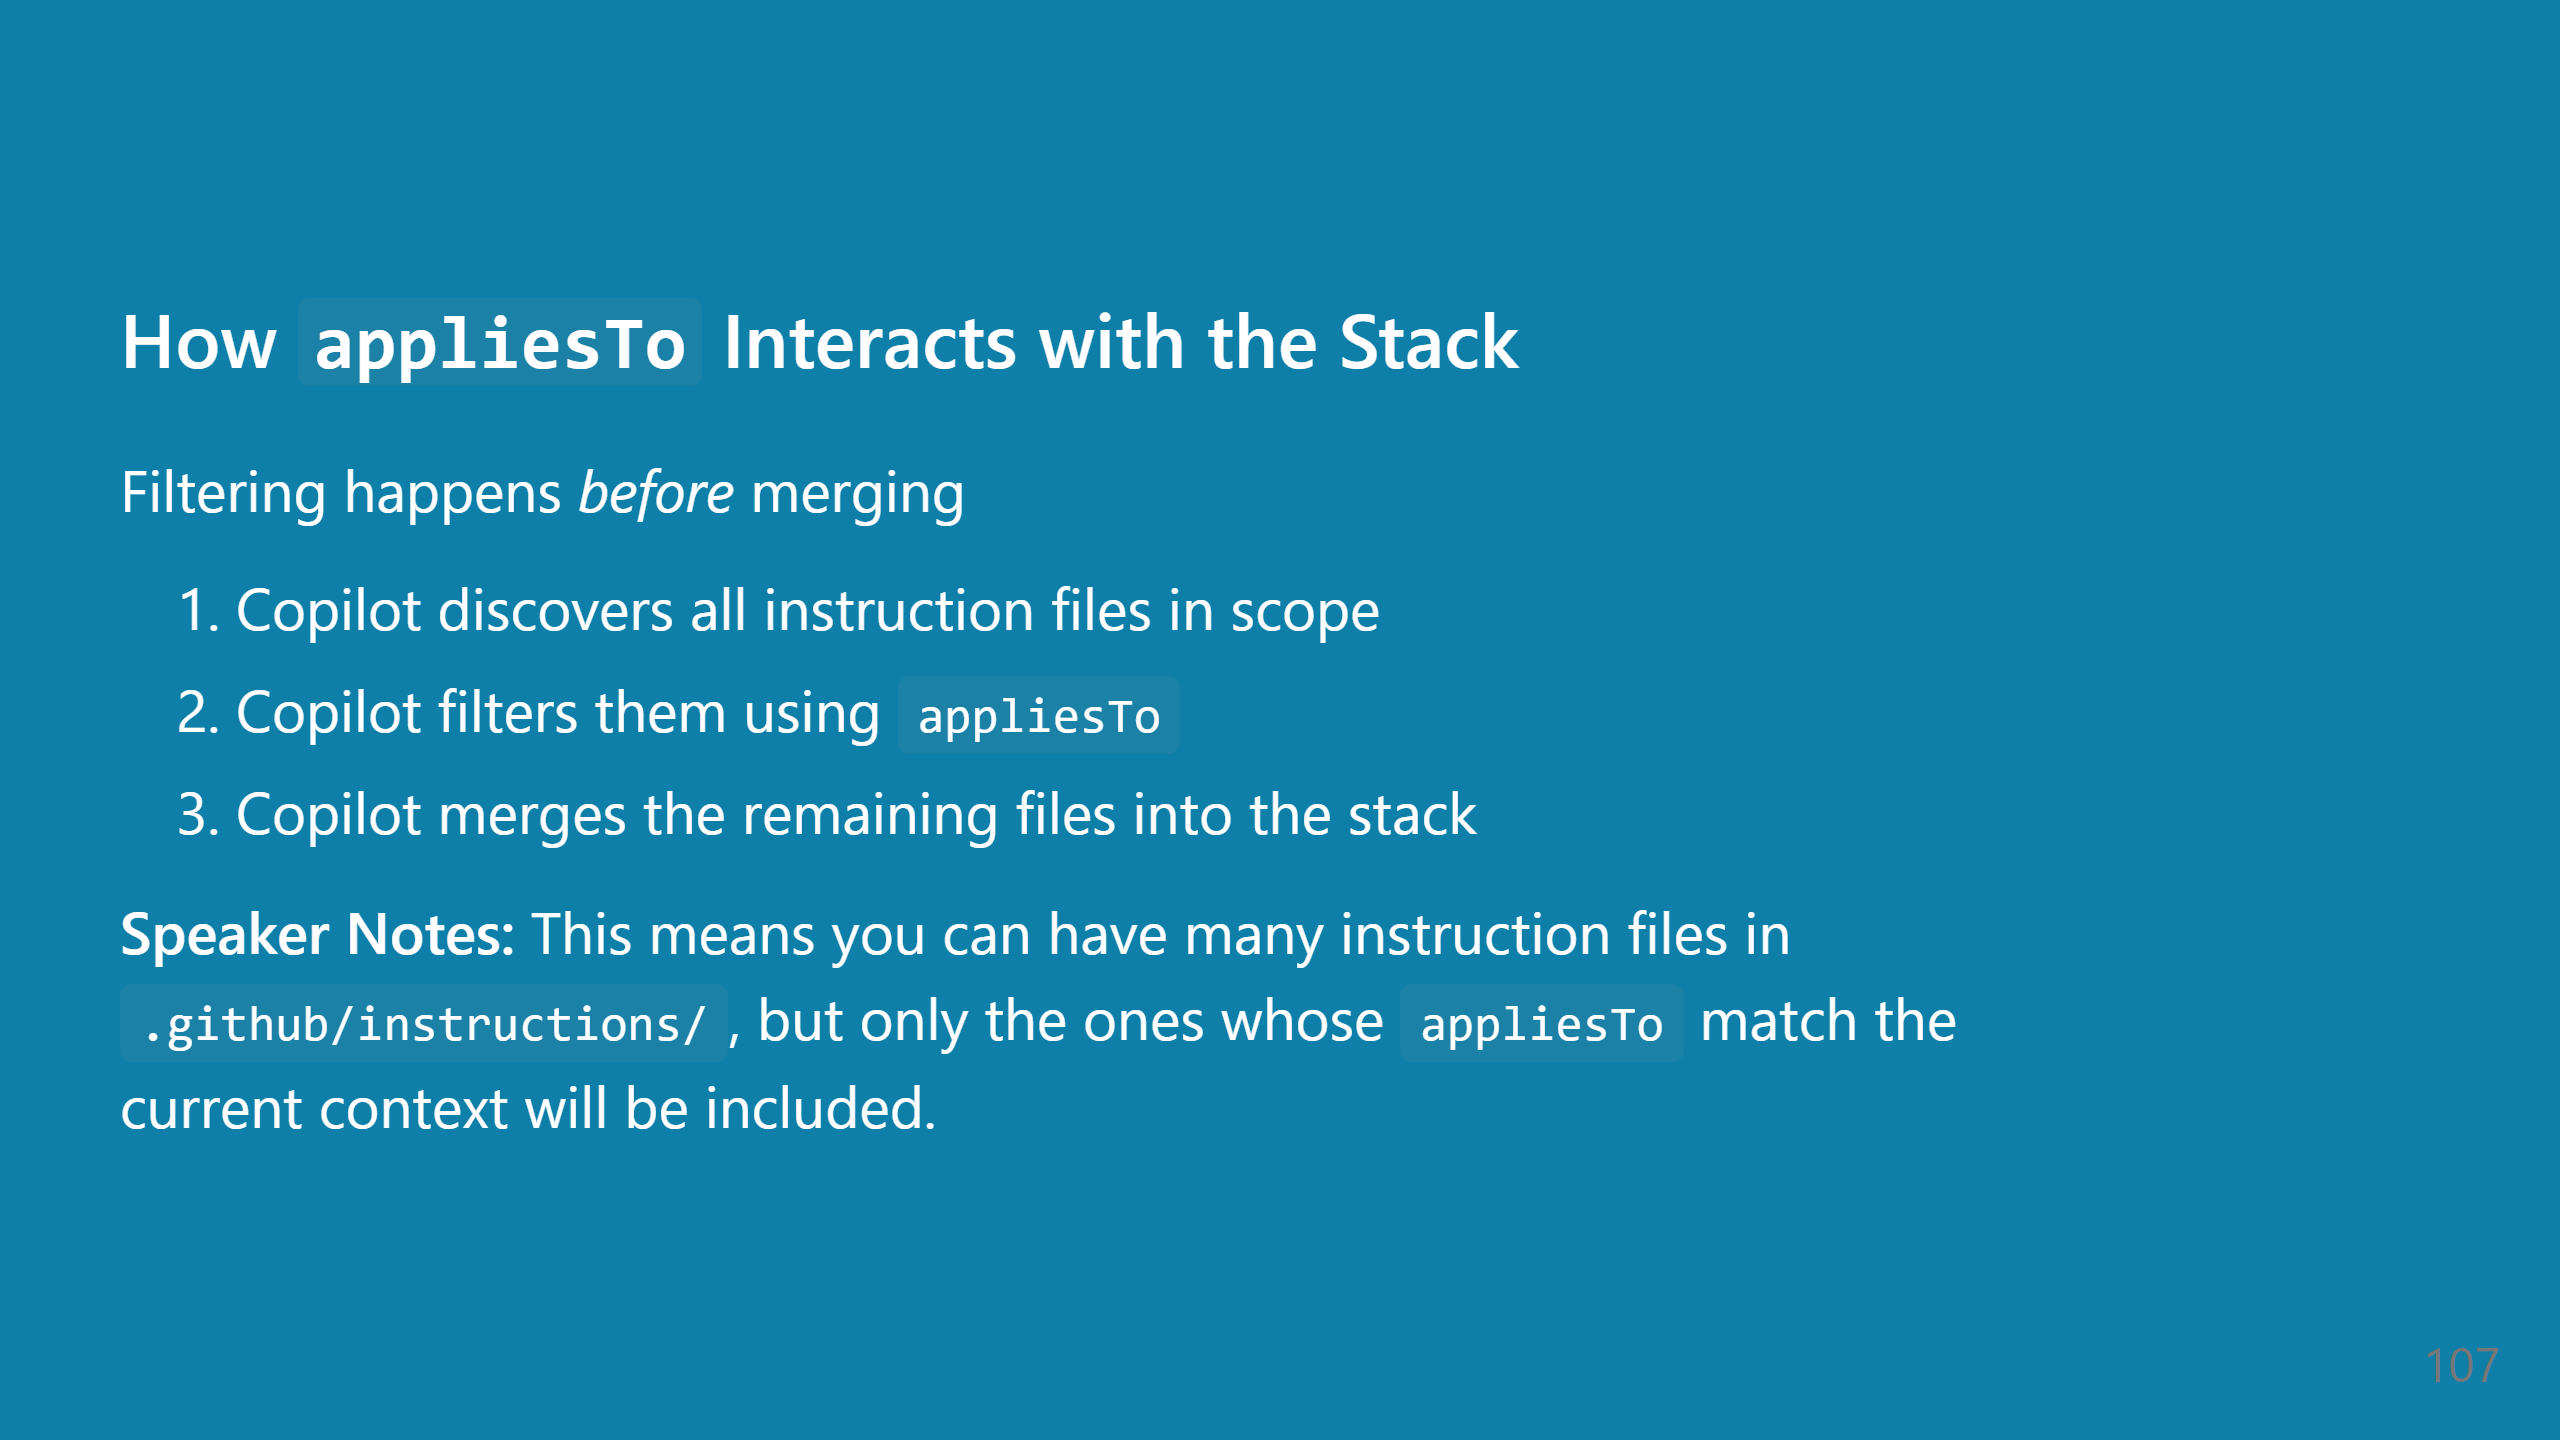 How appliesTo Interacts with the Stack
Filtering happens before merging
1. Copilot discovers all instruction files in scope
2. Copilot filters them using appliesTo
3. Copilot merges the remaining files into the stack
Speaker Notes: This means you can have many instruction files in
.github/instructions/ , but only the ones whose appliesTo match the
current context will be included.
107